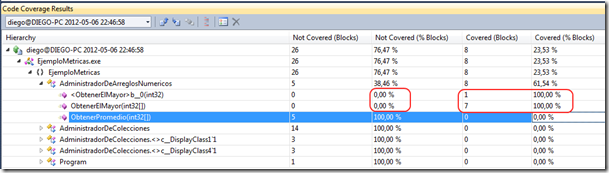 Code Coverage Results
diego@DIEGO-PC 2012-05-06 22:46:58
Hierarchy Not Covered (Blocks) Not Covered (% Blocks) Covered (Blocks) Covered (% Blocks)
diego@DIEGO-PC 2012-05-06 22:46:58 26 76,47 % 8 23,53 %
EjemploMetricas.exe 26 76,47 % 8 23,53 %
{} EjemploMetricas 26 76,47 % 8 23,53 %
AdministradorDeArreglosNumericos 5 38,46 % 8 61,54 %
<ObtenerElMayor>b__0(int32) 0 0,00 % 1 100,00 %
ObtenerElMayor(int32[]) 0 0,00 % 7 100,00 %
ObtenerPromedio(int32[]) 5 100,00 % 0 0,00 %
AdministradorDeColecciones 14 100,00 % 0 0,00 %
AdministradorDeColecciones.<>c__DisplayClass1`1 3 100,00 % 0 0,00 %
AdministradorDeColecciones.<>c__DisplayClass4`1 3 100,00 % 0 0,00 %
Program 1 100,00 % 0 0,00 %